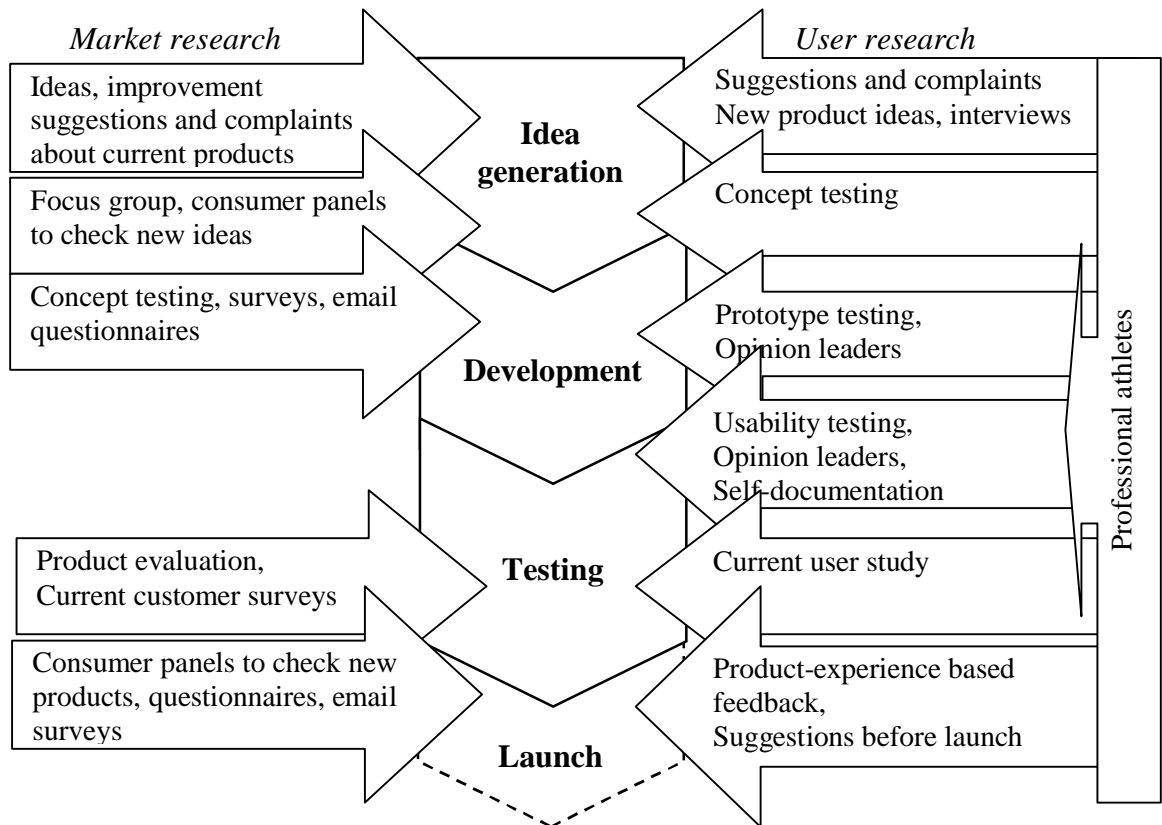 Market research
User research
Ideas, improvement
suggestions and complaints
about current products
Suggestions and complaints
New product ideas, interviews
Idea
generation
Focus group, consumer panels
to check new ideas
Concept testing
Concept testing, surveys, email
questionnaires
Prototype testing,
Opinion leaders
Development
Usability testing,
Opinion leaders,
Self-documentation
Product evaluation,
Current customer surveys
Testing
Current user study
Consumer panels to check new
products, questionnaires, email
surveys
Product-experience based
feedback,
Suggestions before launch
Launch
Professional athletes